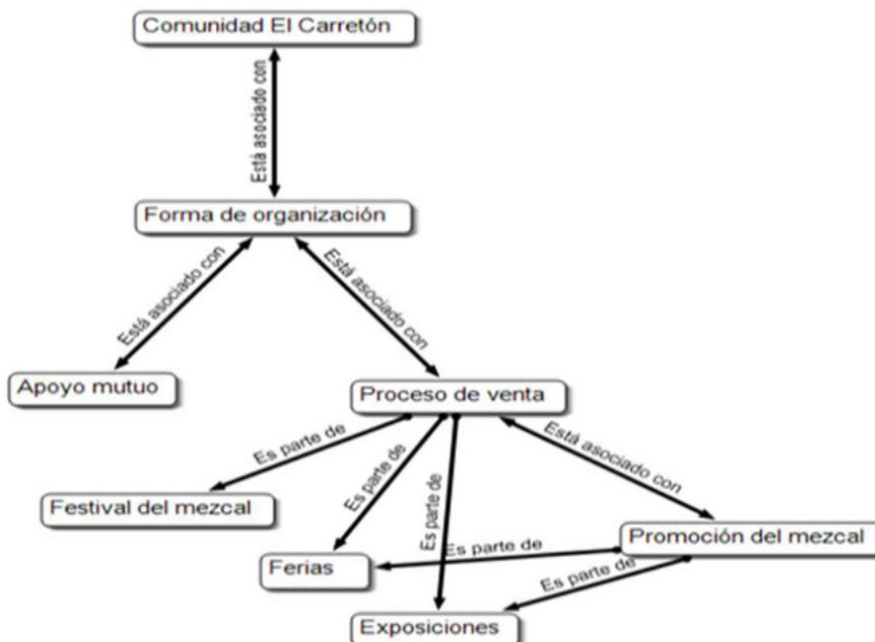 Comunidad El Carretón
Está asociado con
Forma de organización
Está asociado con
Está asociado con
Apoyo mutuo
Proceso de venta
Es parte de
Es parte de
Es parte de
Está asociado con
Festival del mezcal
Promoción del mezcal
Es parte de
Ferias
Es parte de
Exposiciones